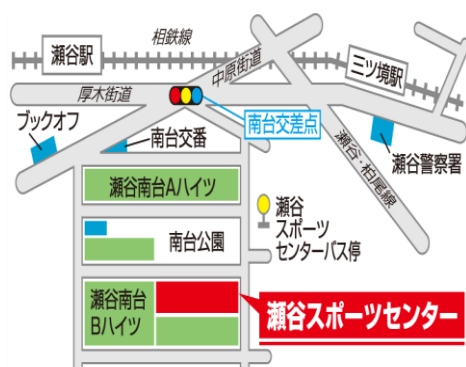 相鉄線
瀬谷駅
中原街道
三ツ境駅
厚木街道
ブックオフ
南台交差点
南台交番
瀬谷・柏尾線
瀬谷警察署
瀬谷南台Aハイツ
瀬谷
スポーツ
センターバス停
南台公園
瀬谷南台
Bハイツ
瀬谷スポーツセンター